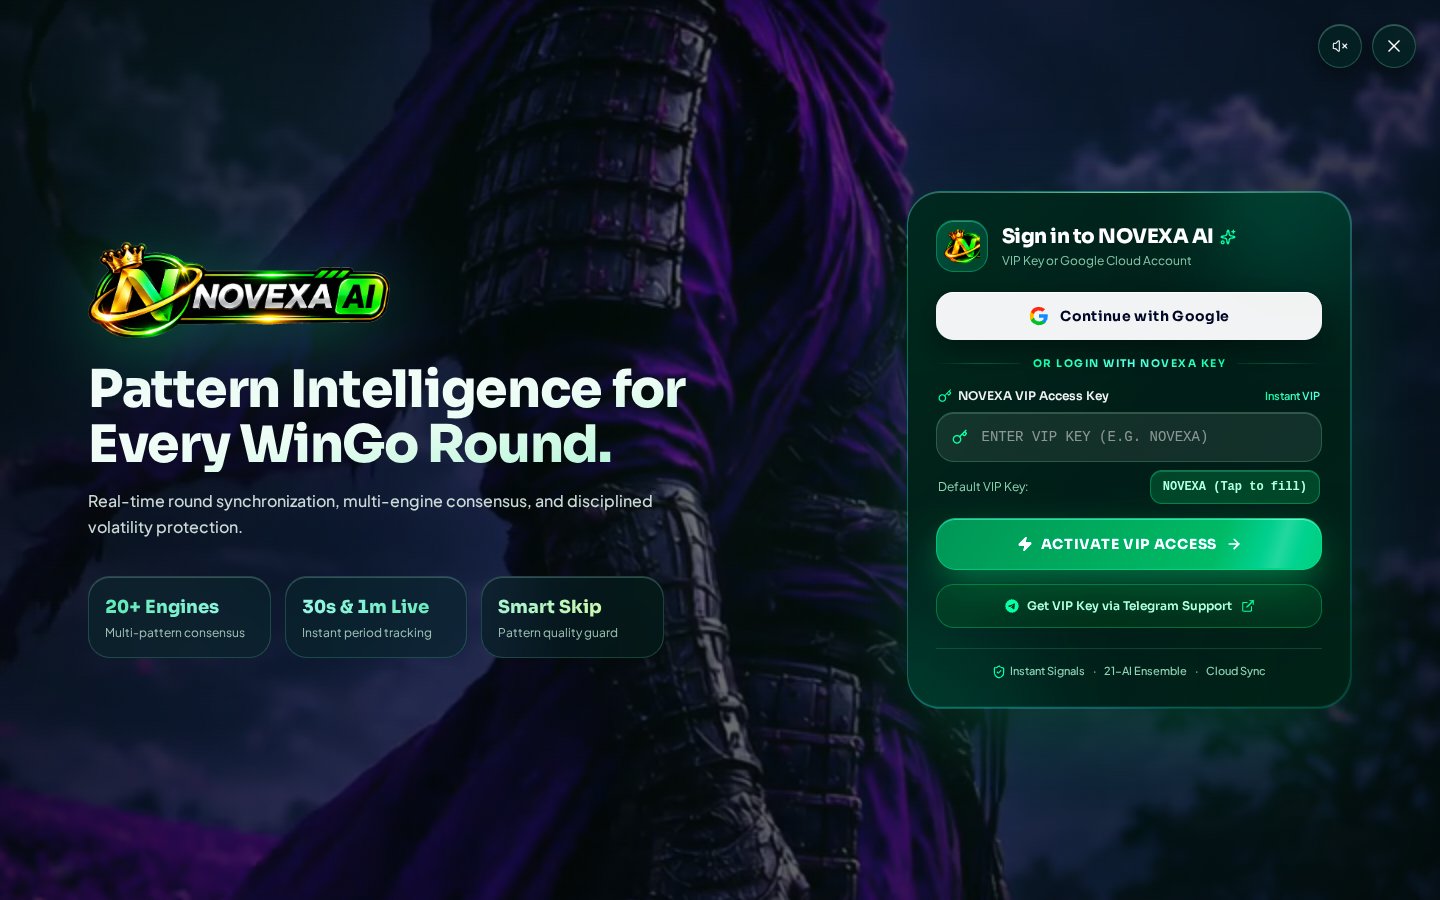 NOVEXA AI
Pattern Intelligence for
Every WinGo Round.
Real-time round synchronization, multi-engine consensus, and disciplined
volatility protection.
20+ Engines
Multi-pattern consensus
30s & 1m Live
Instant period tracking
Smart Skip
Pattern quality guard
Sign in to NOVEXA AI
VIP Key or Google Cloud Account
Continue with Google
OR LOGIN WITH NOVEXA KEY
NOVEXA VIP Access Key
Instant VIP
ENTER VIP KEY (E.G. NOVEXA)
Default VIP Key:
NOVEXA (Tap to fill)
ACTIVATE VIP ACCESS
Get VIP Key via Telegram Support
Instant Signals · 21-AI Ensemble · Cloud Sync